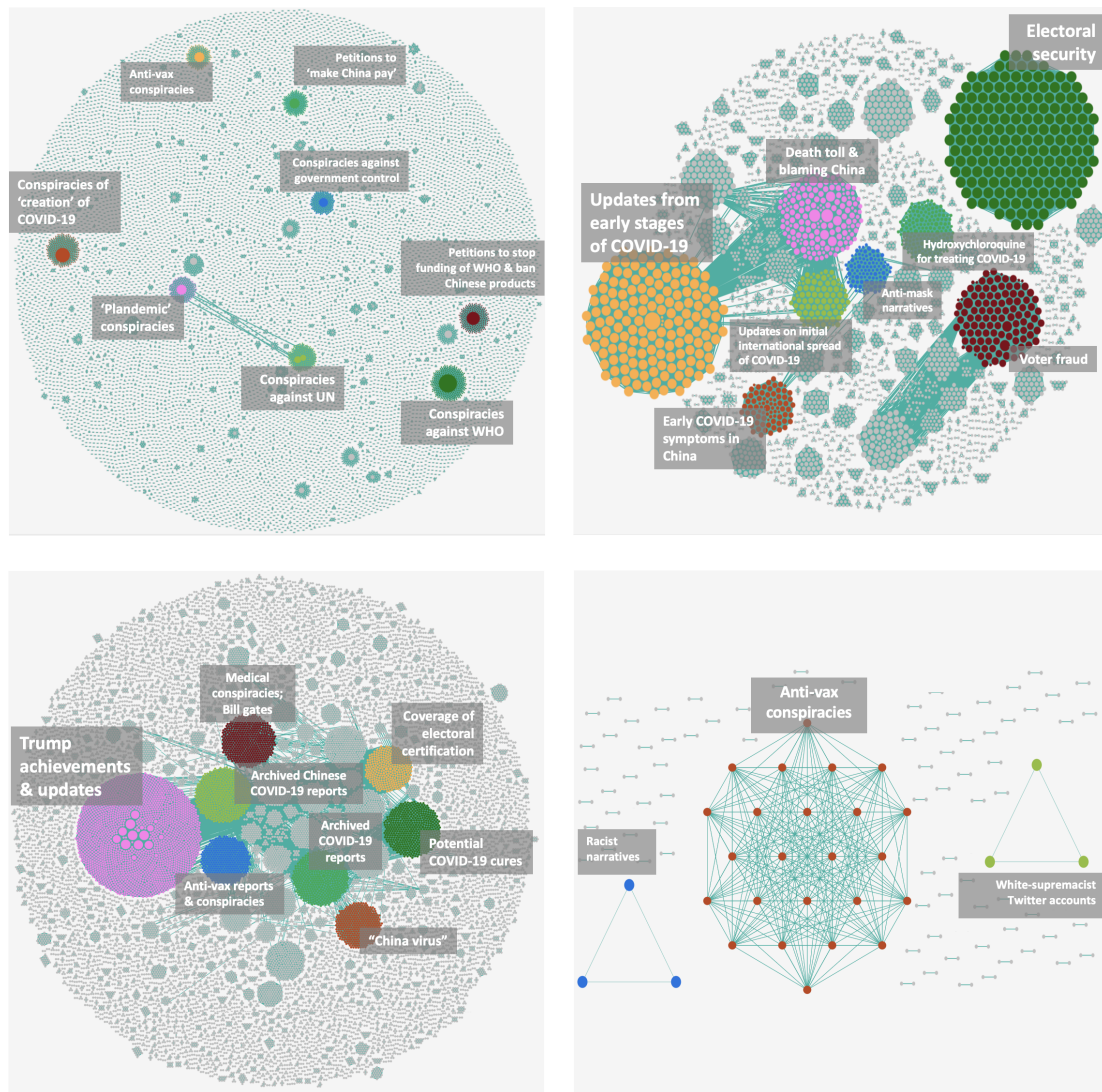 Anti-vax
conspiracies
Petitions to
'make China pay'
Conspiracies against
government control
Conspiracies of
'creation' of
COVID-19
Petitions to stop
funding of WHO & ban
Chinese products
'Plandemic'
conspiracies
Conspiracies
against UN
Conspiracies
against WHO
Electoral
security
Death toll &
blaming China
Updates from
early stages
of COVID-19
Hydroxychloroquine
for treating COVID-19
Anti-mask
narratives
Updates on initial
international spread
of COVID-19
Voter fraud
Early COVID-19
symptoms in
China
Medical
conspiracies;
Bill gates
Coverage of
electoral
certification
Trump
achievements
& updates
Archived Chinese
COVID-19 reports
Archived
COVID-19
reports
Potential
COVID-19 cures
Anti-vax reports
& conspiracies
"China virus"
Anti-vax
conspiracies
Racist
narratives
White-supremacist
Twitter accounts